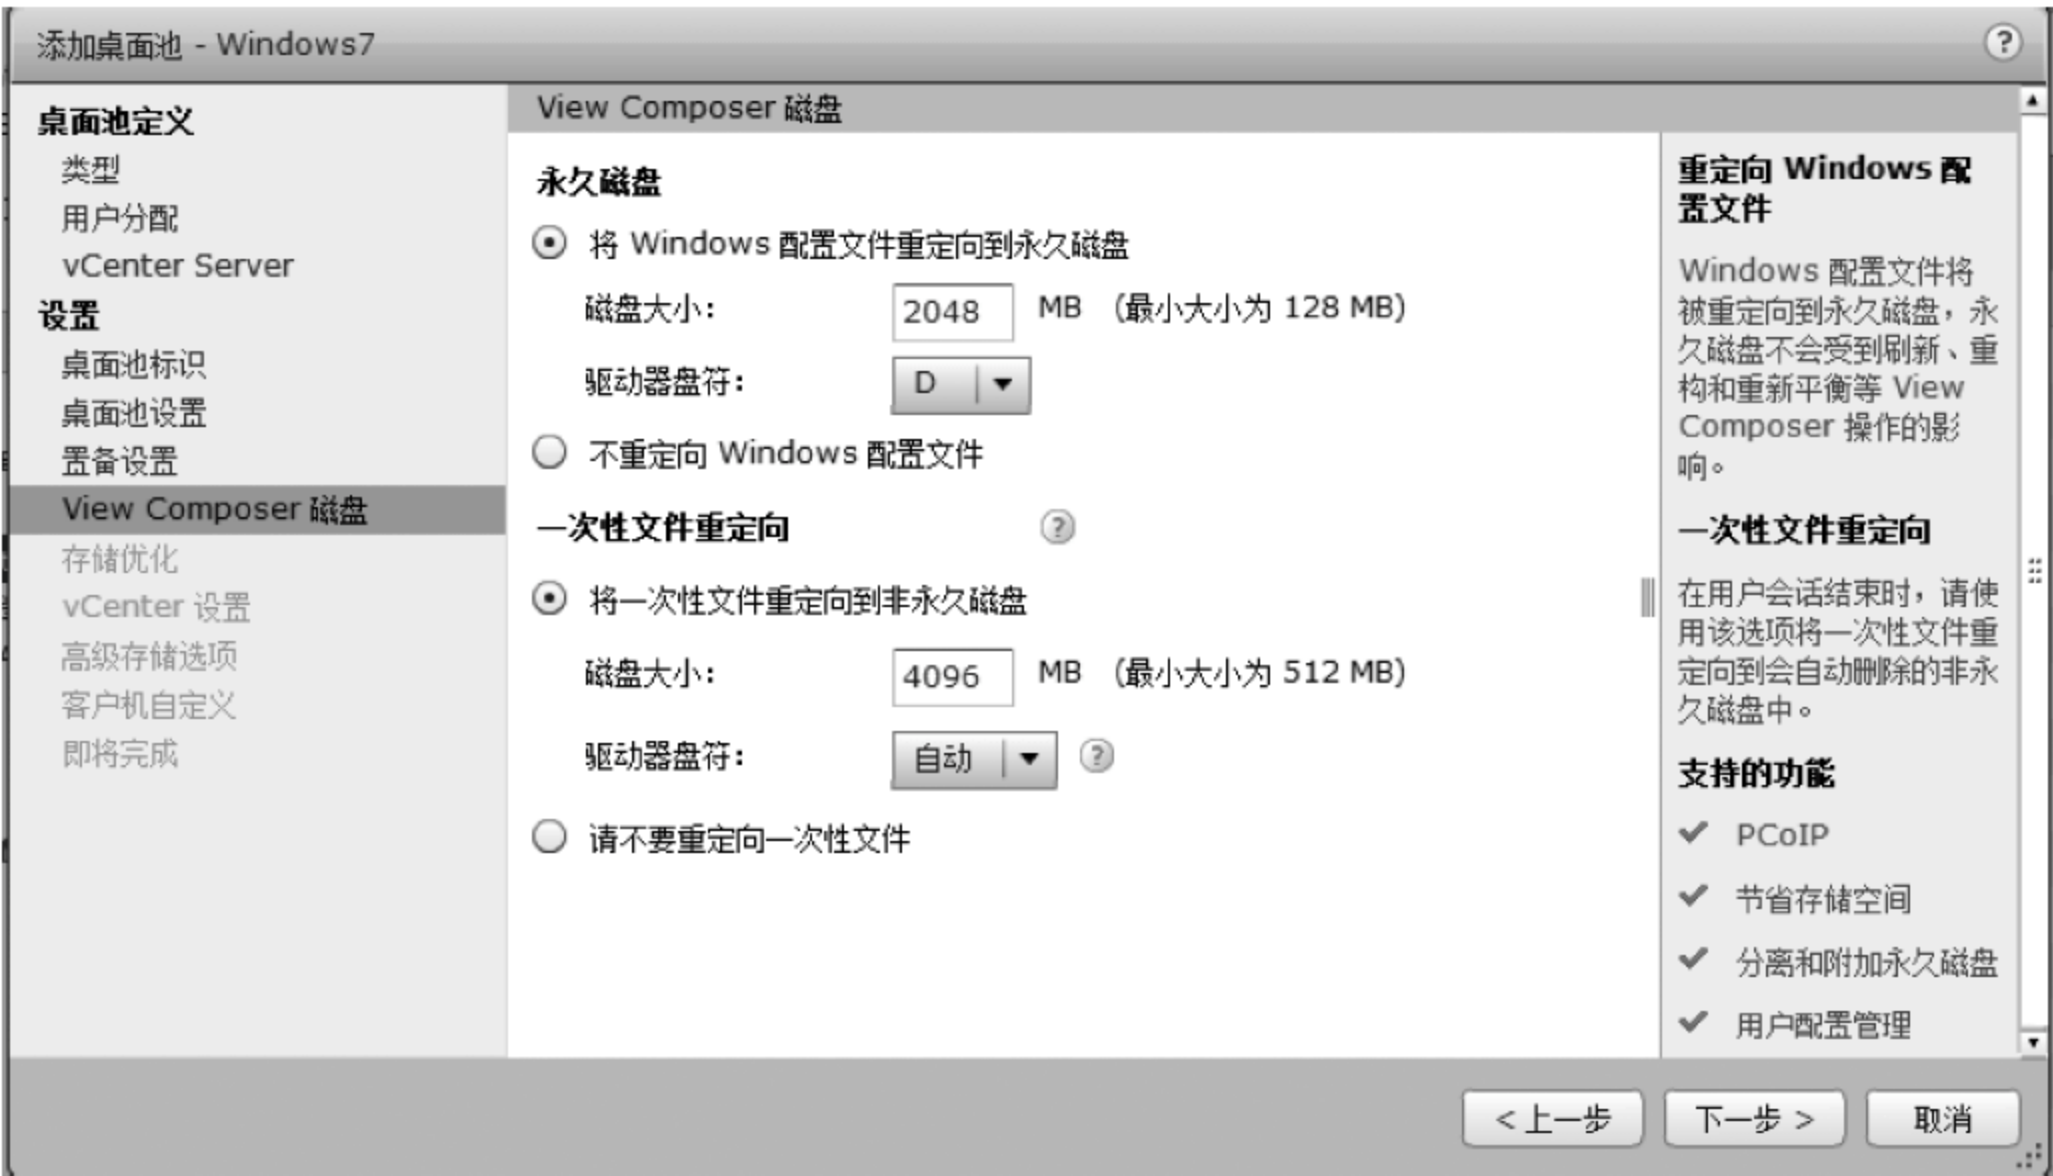 添加桌面池 - Windows7
桌面池定义
类型
用户分配
vCenter Server
设置
桌面池标识
桌面池设置
置备设置
View Composer 磁盘
存储优化
vCenter 设置
高级存储选项
客户机自定义
即将完成
View Composer 磁盘
永久磁盘
将 Windows 配置文件重定向到永久磁盘
磁盘大小: 2048 MB (最小大小为 128 MB)
驱动器盘符: D
不重定向 Windows 配置文件
一次性文件重定向 ?
将一次性文件重定向到非永久磁盘
磁盘大小: 4096 MB (最小大小为 512 MB)
驱动器盘符: 自动 ?
请不要重定向一次性文件
重定向 Windows 配
置文件
Windows 配置文件将
被重定向到永久磁盘，永
久磁盘不会受到刷新、重
构和重新平衡等 View
Composer 操作的影
响。
一次性文件重定向
在用户会话结束时，请使
用该选项将一次性文件重
定向到会自动删除的非永
久磁盘中。
支持的功能
PCoIP
节省存储空间
分离和附加永久磁盘
用户配置管理
< 上一步
下一步 >
取消